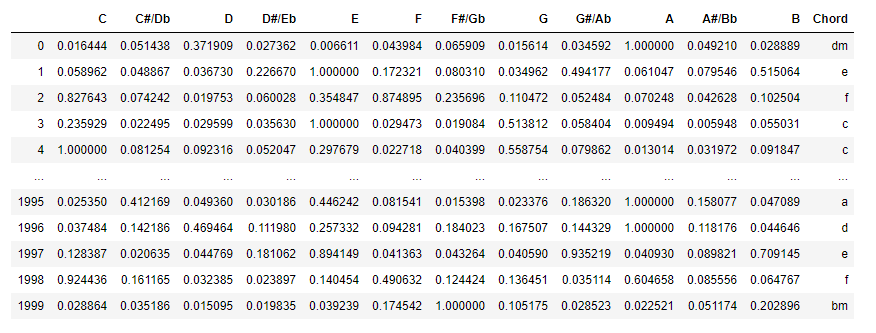 C C#/Db D D#/Eb E F F#/Gb G G#/Ab A A#/Bb B Chord
0 0.016444 0.051438 0.371909 0.027362 0.006611 0.043984 0.065909 0.015614 0.034592 1.000000 0.049210 0.028889 dm
1 0.058962 0.048867 0.036730 0.226670 1.000000 0.172321 0.080310 0.034962 0.494177 0.061047 0.079546 0.515064 e
2 0.827643 0.074242 0.019753 0.060028 0.354847 0.874895 0.235696 0.110472 0.052484 0.070248 0.042628 0.102504 f
3 0.235929 0.022495 0.029599 0.035630 1.000000 0.029473 0.019084 0.513812 0.058404 0.009494 0.005948 0.055031 c
4 1.000000 0.081254 0.092316 0.052047 0.297679 0.022718 0.040399 0.558754 0.079862 0.013014 0.031972 0.091847 c
... ... ... ... ... ... ... ... ... ... ... ... ... ...
1995 0.025350 0.412169 0.049360 0.030186 0.446242 0.081541 0.015398 0.023376 0.186320 1.000000 0.158077 0.047089 a
1996 0.037484 0.142186 0.469464 0.111980 0.257332 0.094281 0.184023 0.167507 0.144329 1.000000 0.118176 0.044646 d
1997 0.128387 0.020635 0.044769 0.181062 0.894149 0.041363 0.043264 0.040590 0.935219 0.040930 0.089821 0.709145 e
1998 0.924436 0.161165 0.032385 0.023897 0.140454 0.490632 0.124424 0.136451 0.035114 0.604658 0.085556 0.064767 f
1999 0.028864 0.035186 0.015095 0.019835 0.039239 0.174542 1.000000 0.105175 0.028523 0.022521 0.051174 0.202896 bm